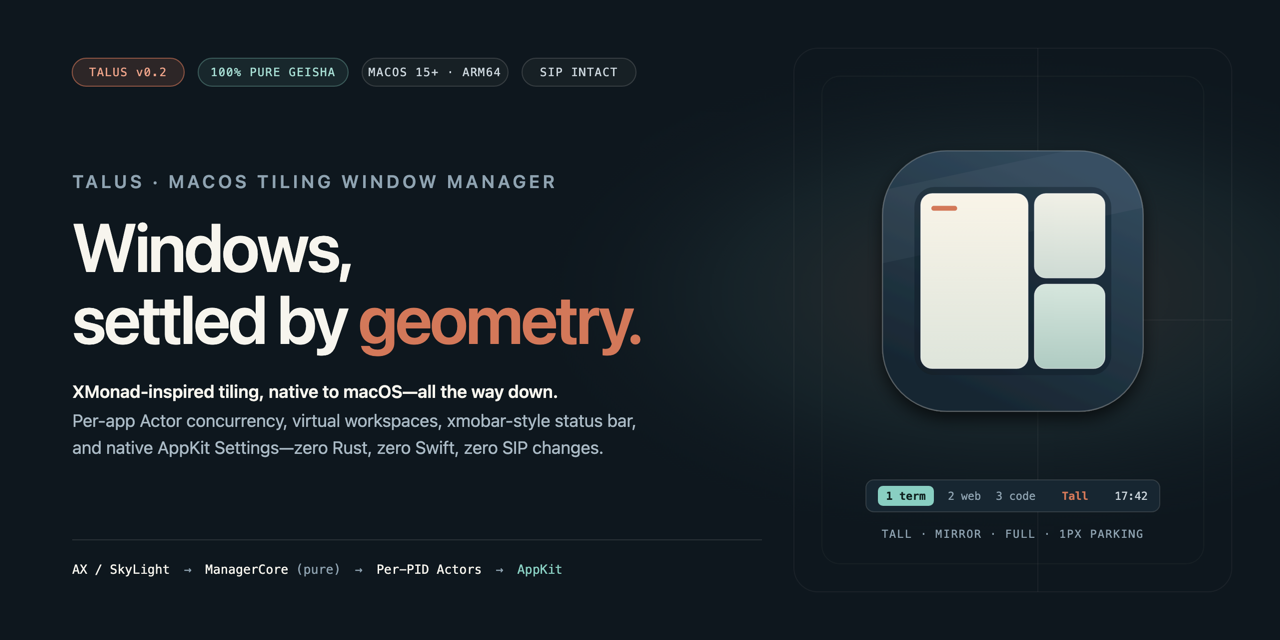 TALUS v0.2
100% PURE GEISHA
MACOS 15+ · ARM64
SIP INTACT
TALUS · MACOS TILING WINDOW MANAGER
Windows,
settled by geometry.
XMonad-inspired tiling, native to macOS—all the way down.
Per-app Actor concurrency, virtual workspaces, xmobar-style status bar,
and native AppKit Settings—zero Rust, zero Swift, zero SIP changes.
AX / SkyLight → ManagerCore (pure) → Per-PID Actors → AppKit
1 term 2 web 3 code Tall 17:42
TALL · MIRROR · FULL · 1PX PARKING